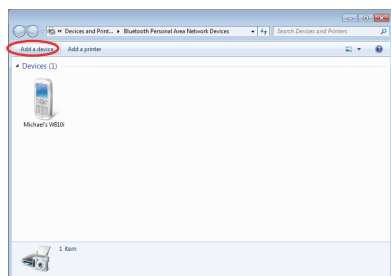 Devices and Print... ▸ Bluetooth Personal Area Network Devices
Search Devices and Printers
Add a device
Add a printer
Devices (1)
Michael's W810i
1 item